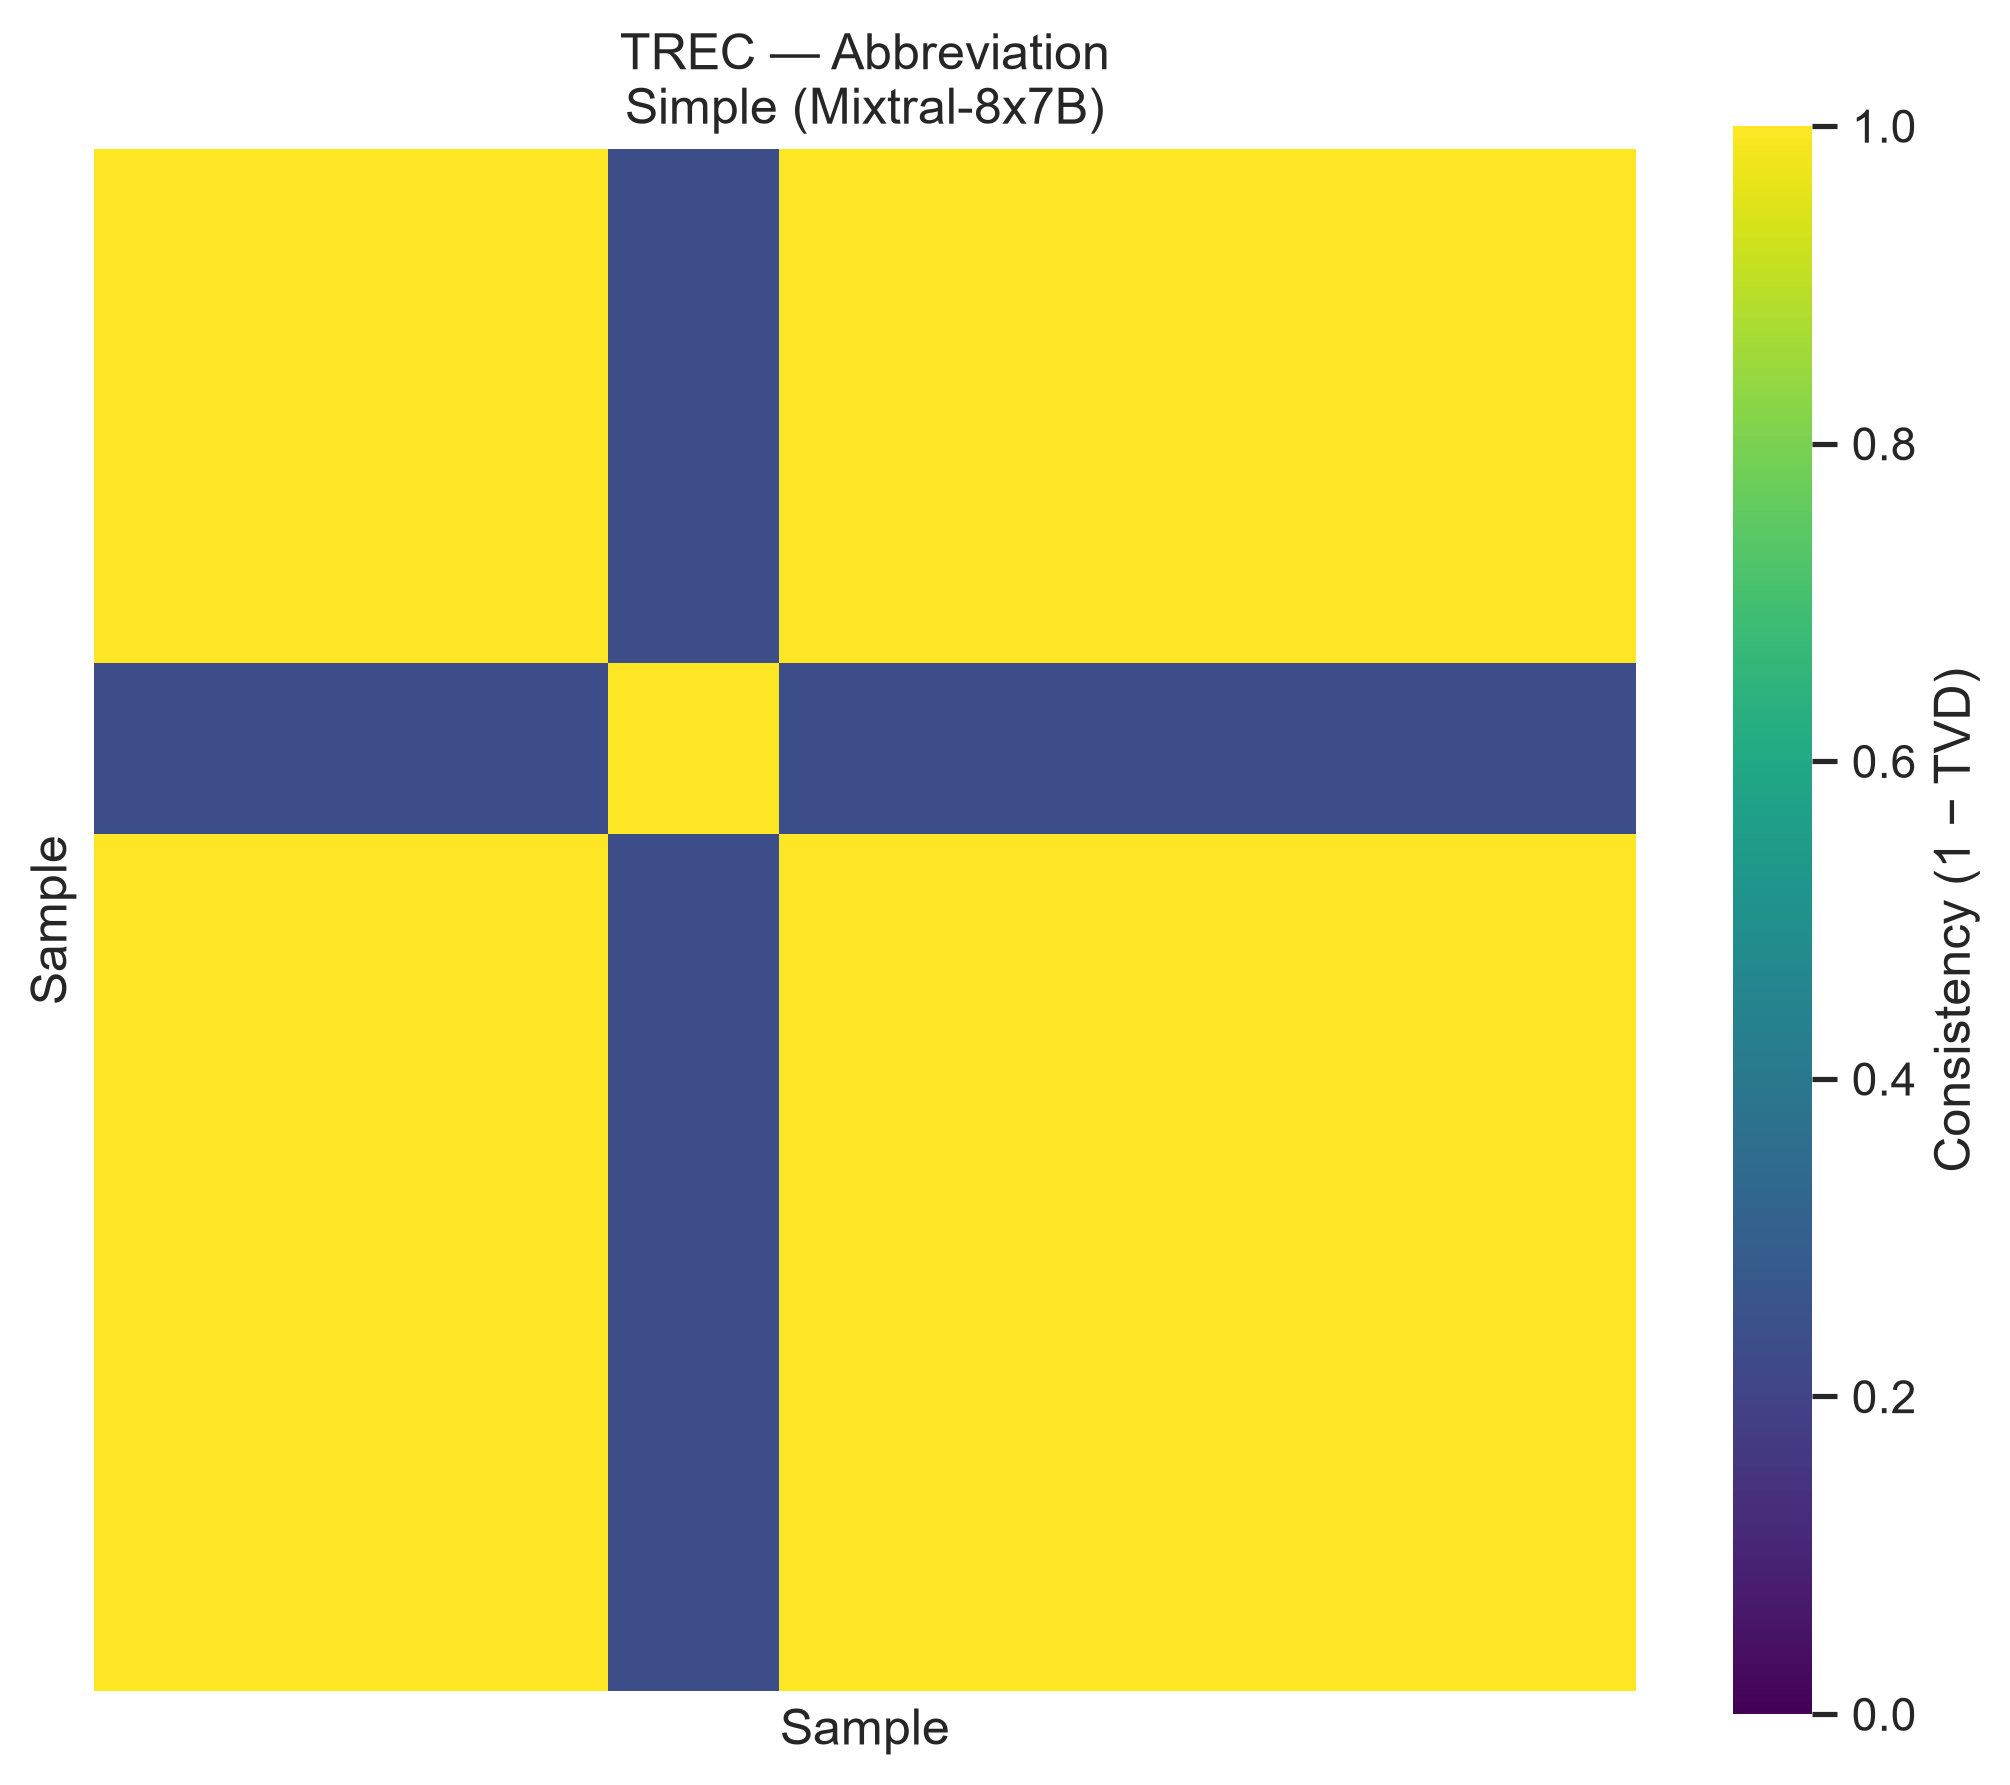 TREC — Abbreviation
Simple (Mixtral-8x7B)
Sample
Sample
1.0
0.8
0.6
0.4
0.2
0.0
Consistency (1 − TVD)